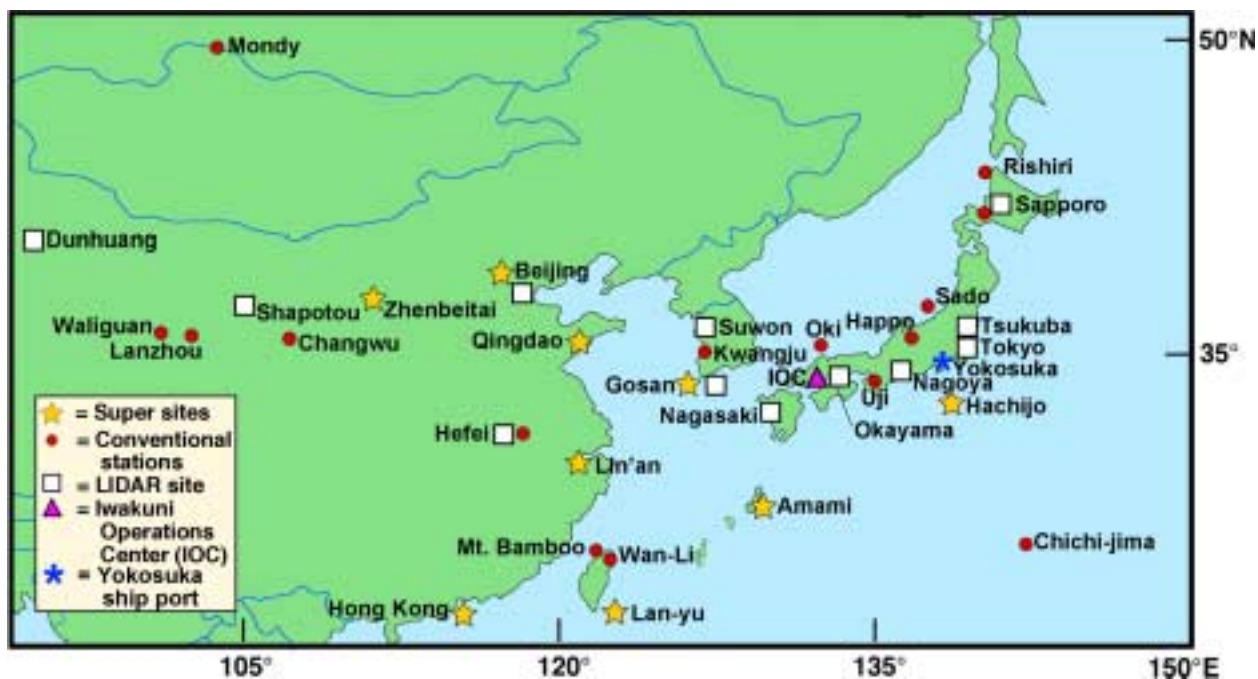 Mondy
50°N
Rishiri
Sapporo
Dunhuang
Beijing
Shapotou
Zhenbeitai
Sado
Waliguan
Lanzhou
Changwu
Qingdao
Suwon
Oki
Happo
Tsukuba
Tokyo
35°
Kwangju
Yokosuka
Gosan
IOC
Uji
Nagoya
Hachijo
Nagasaki
Okayama
Hefei
Lin'an
Amami
Mt. Bamboo
Wan-Li
Chichi-jima
Hong Kong
Lan-yu
= Super sites
= Conventional
stations
= LIDAR site
= Iwakuni
Operations
Center (IOC)
= Yokosuka
ship port
105°
120°
135°
150°E